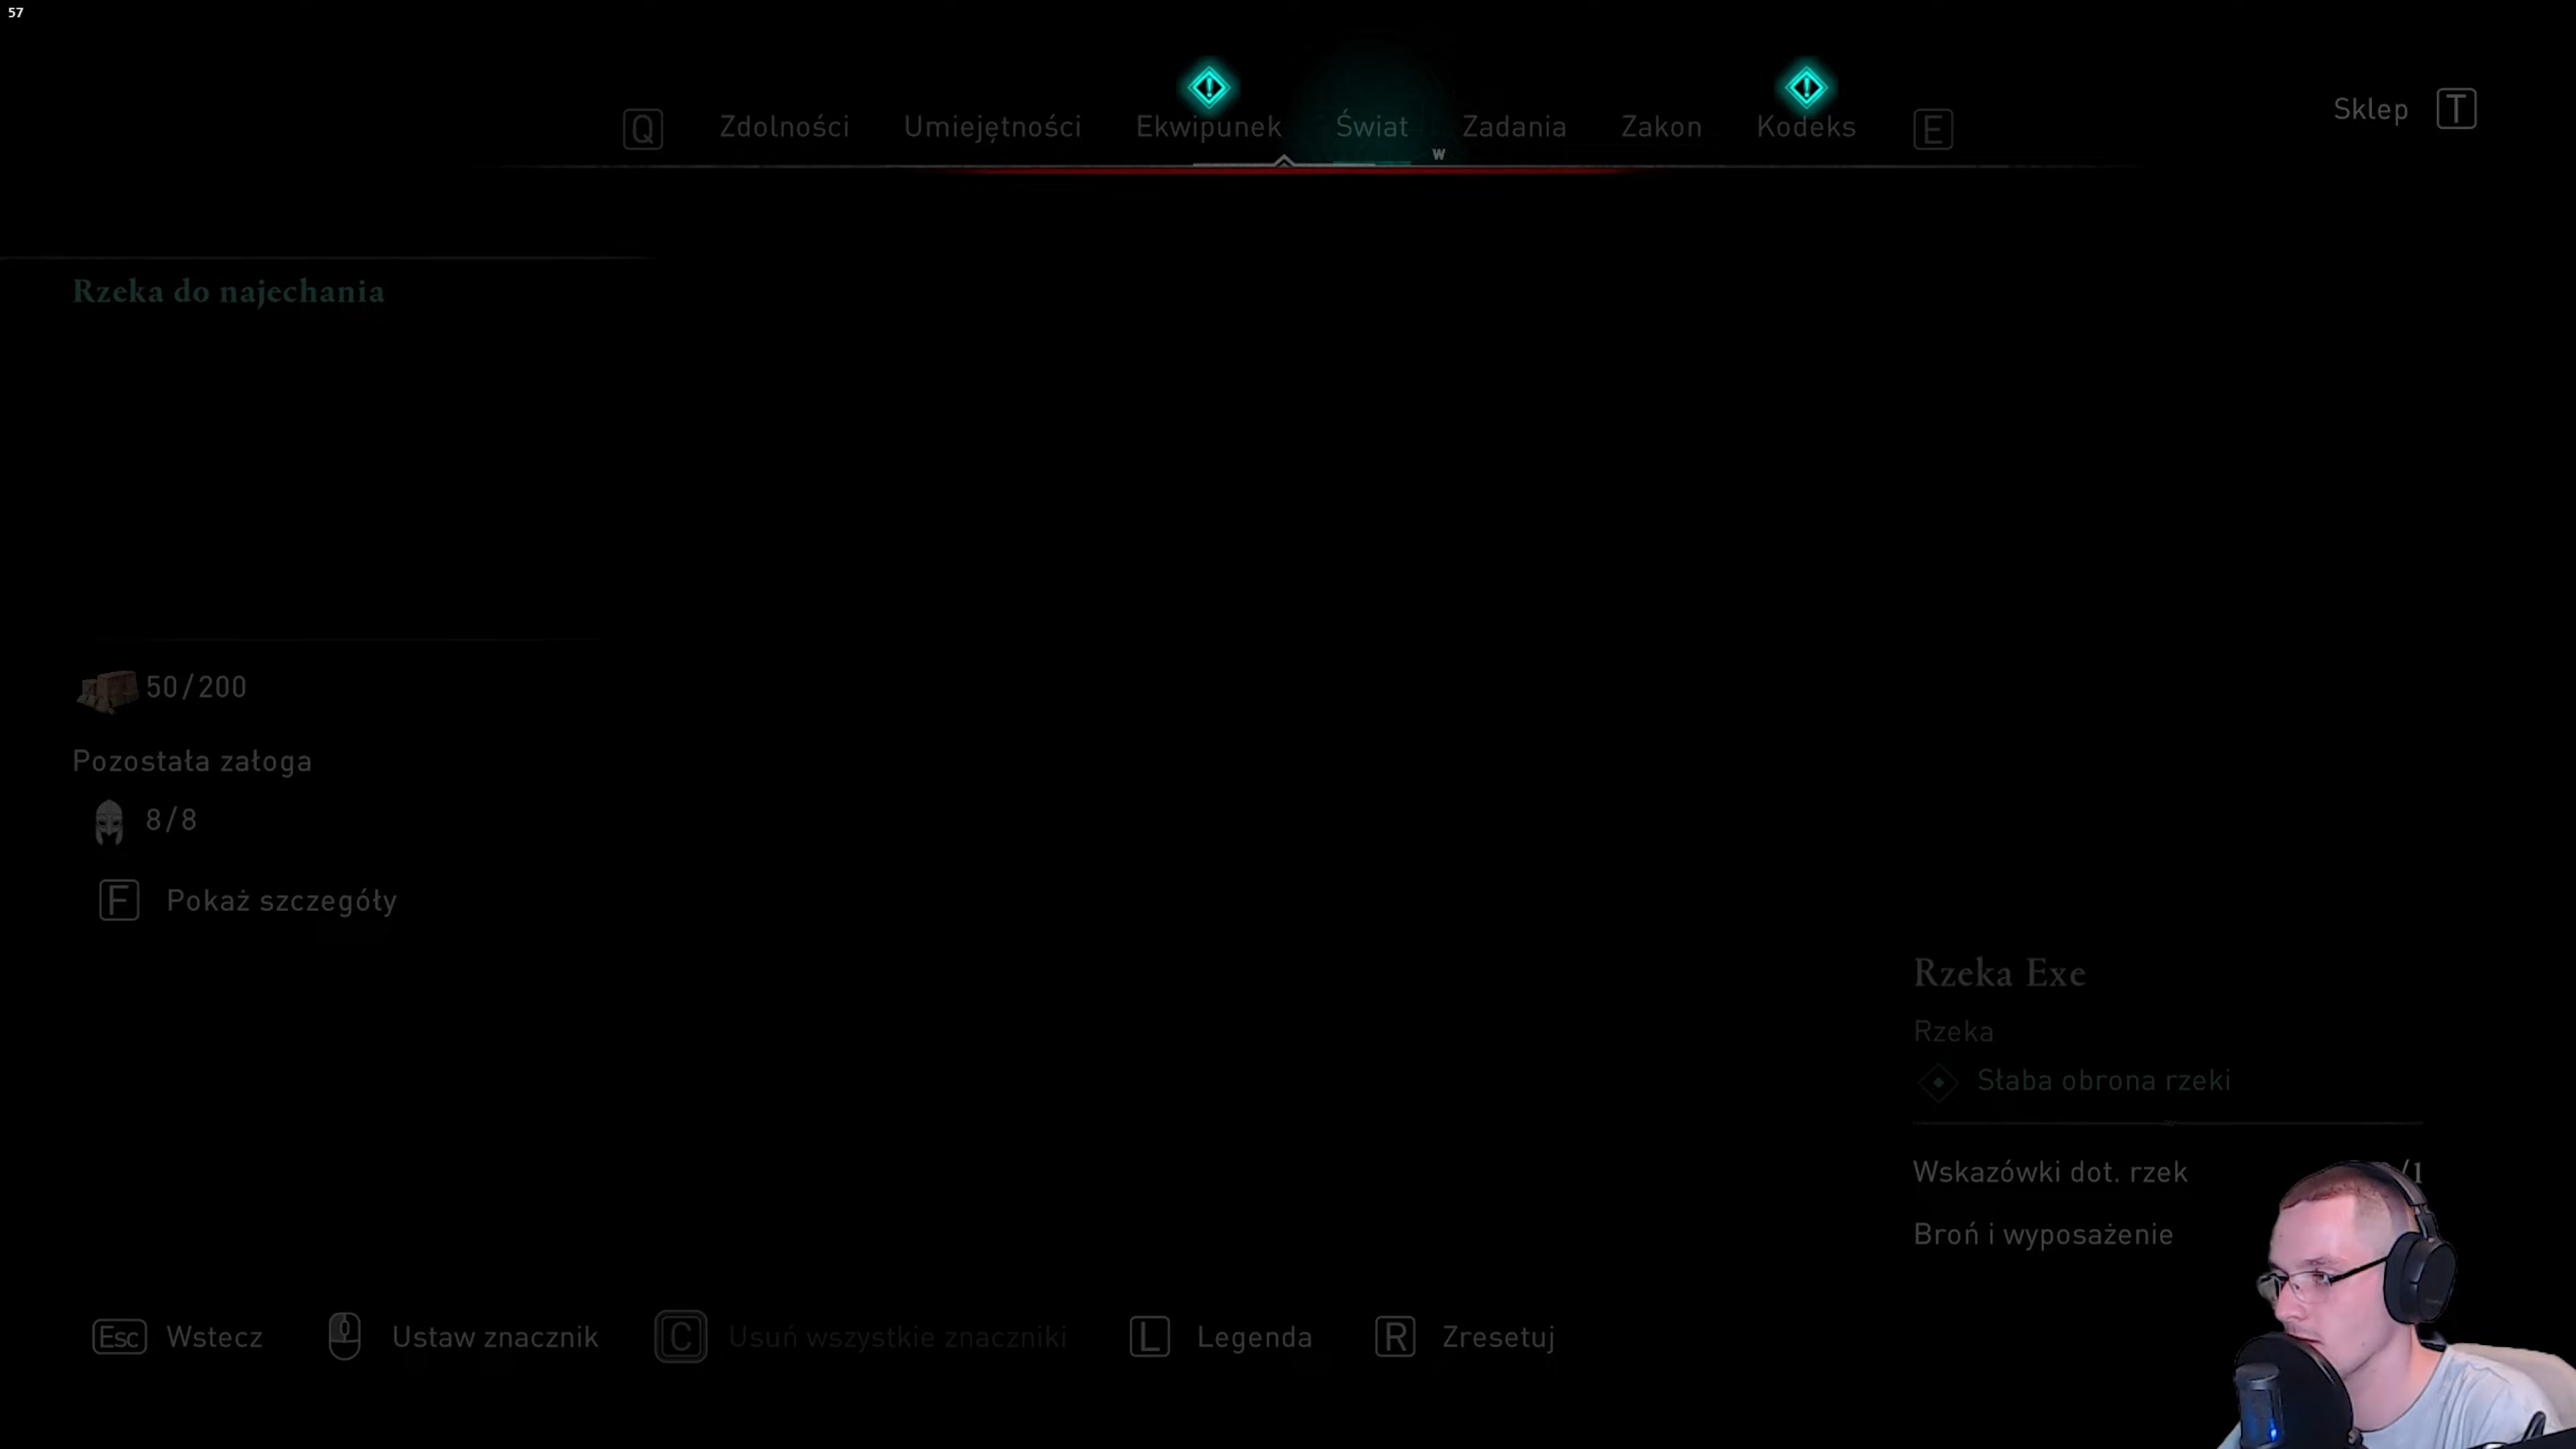 57
Q Zdolności Umiejętności Ekwipunek Świat Zadania Zakon Kodeks E
Sklep T
W
Rzeka do najechania
50/200
Pozostała załoga
8/8
F Pokaż szczegóły
Rzeka Exe
Rzeka
Słaba obrona rzeki
Wskazówki dot. rzek /1
Broń i wyposażenie
Esc Wstecz Ustaw znacznik C Usuń wszystkie znaczniki L Legenda R Zresetuj